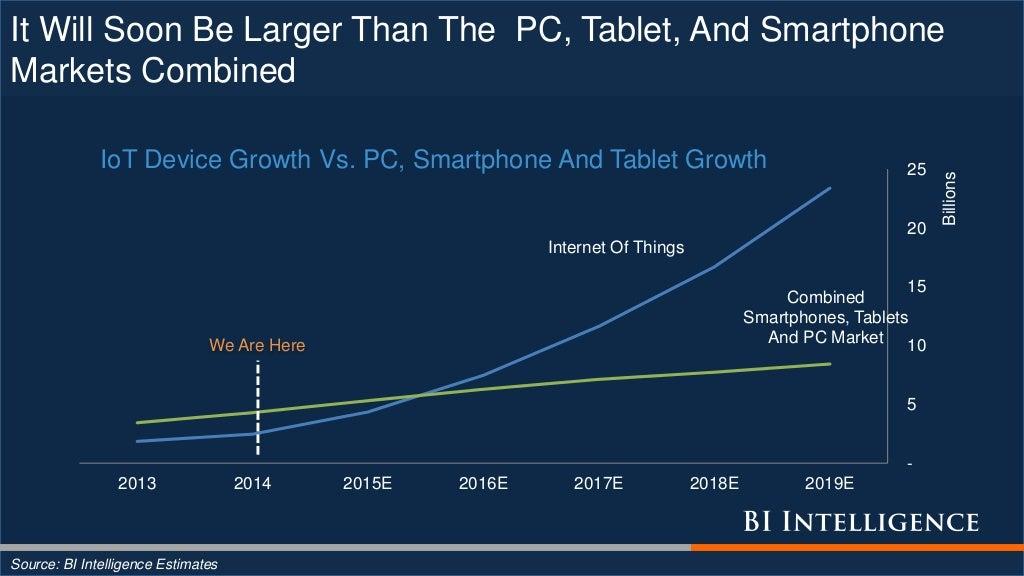 It Will Soon Be Larger Than The  PC, Tablet, And Smartphone
Markets Combined
IoT Device Growth Vs. PC, Smartphone And Tablet Growth
25
Billions
20
Internet Of Things
15
Combined
Smartphones, Tablets
And PC Market
10
We Are Here
5
-
2013 2014 2015E 2016E 2017E 2018E 2019E
BI INTELLIGENCE
Source: BI Intelligence Estimates